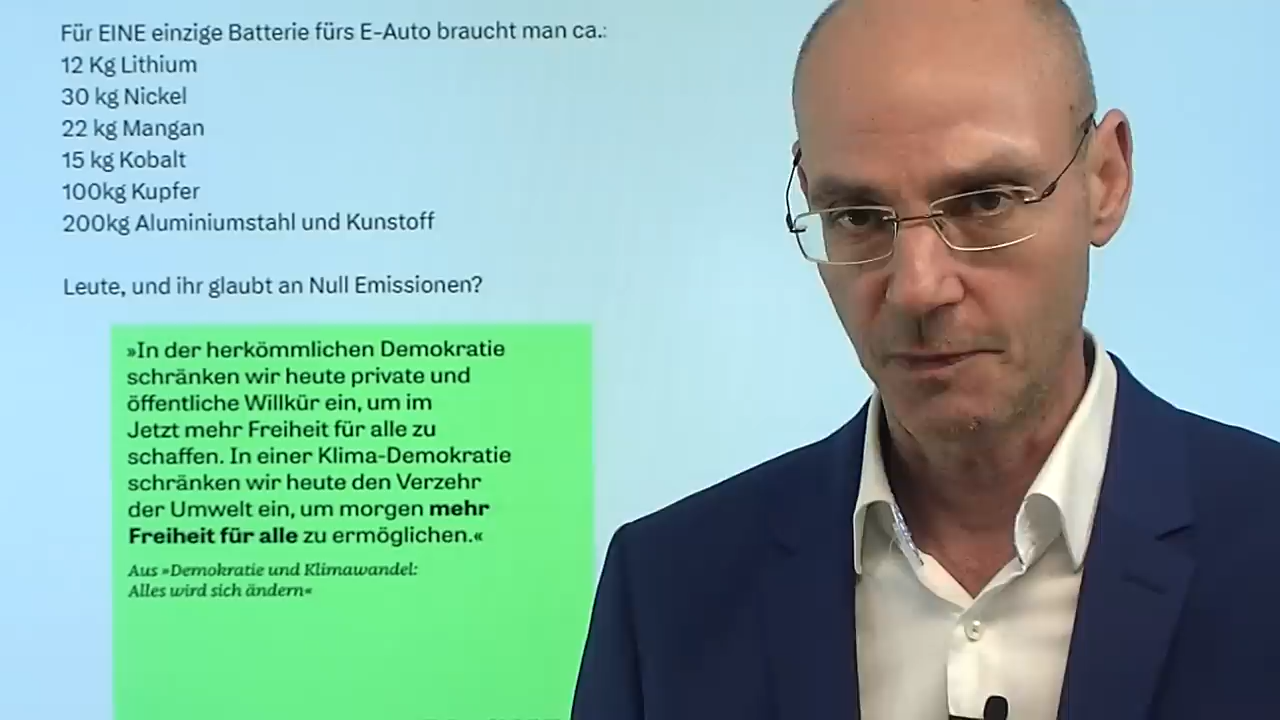 Für EINE einzige Batterie fürs E-Auto braucht man ca.:
12 Kg Lithium
30 kg Nickel
22 kg Mangan
15 kg Kobalt
100kg Kupfer
200kg Aluminiumstahl und Kunstoff
Leute, und ihr glaubt an Null Emissionen?
»In der herkömmlichen Demokratie
schränken wir heute private und
öffentliche Willkür ein, um im
Jetzt mehr Freiheit für alle zu
schaffen. In einer Klima-Demokratie
schränken wir heute den Verzehr
der Umwelt ein, um morgen mehr
Freiheit für alle zu ermöglichen.«
Aus »Demokratie und Klimawandel:
Alles wird sich ändern«